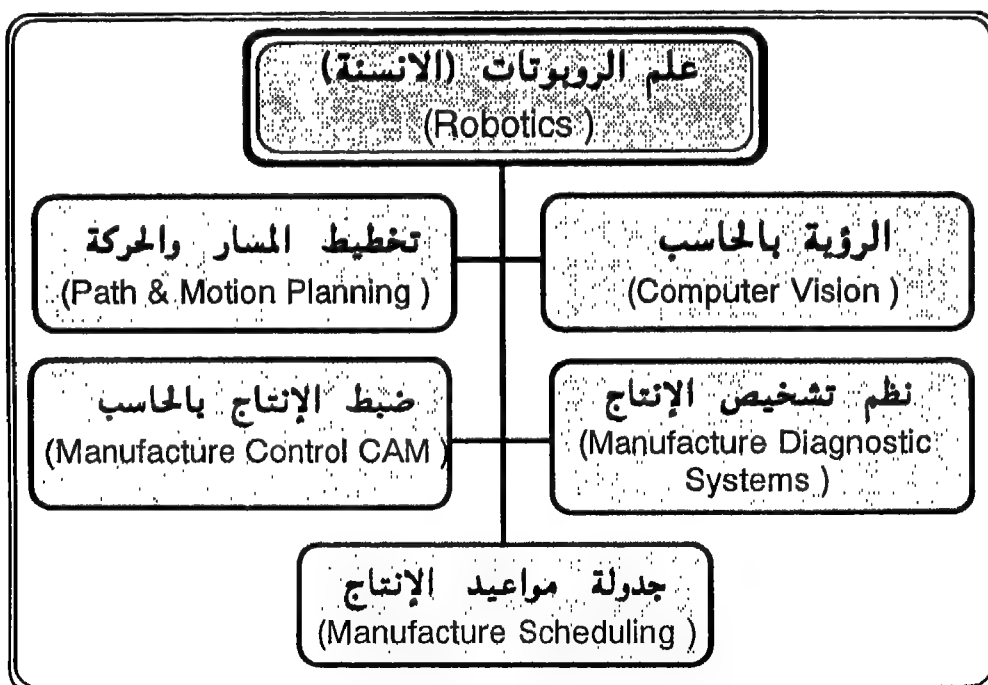 علم الروبوتات (الانسنة)
(Robotics )
الرؤية بالحاسب
(Computer Vision )
تخطيط المسار والحركة
(Path & Motion Planning )
نظم تشخيص الإنتاج
(Manufacture Diagnostic
Systems )
ضبط الإنتاج بالحاسب
(Manufacture Control CAM )
جدولة مواعيد الإنتاج
(Manufacture Scheduling )